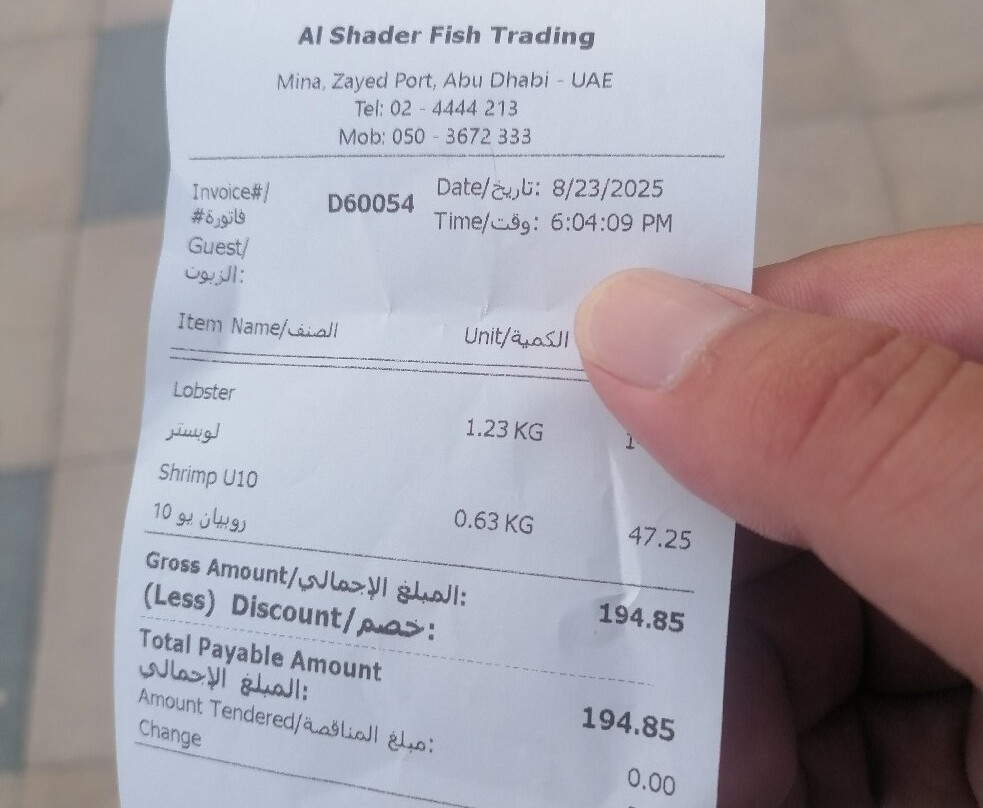 Al Shader Fish Trading
Mina, Zayed Port, Abu Dhabi - UAE
Tel: 02 - 4444 213
Mob: 050 - 3672 333
Invoice#/ D60054 Date/تاريخ: 8/23/2025
فاتورة# Time/وقت: 6:04:09 PM
Guest/
الزبوت:
Item Name/الصنف Unit/الكمية
Lobster
لوبستر 1.23 KG
Shrimp U10
روبيان يو 10 0.63 KG 47.25
Gross Amount/المبلغ الإجمالي: 194.85
(Less) Discount/خصم:
Total Payable Amount
المبلغ الإجمالي: 194.85
Amount Tendered/مبلغ المناقصة: 0.00
Change